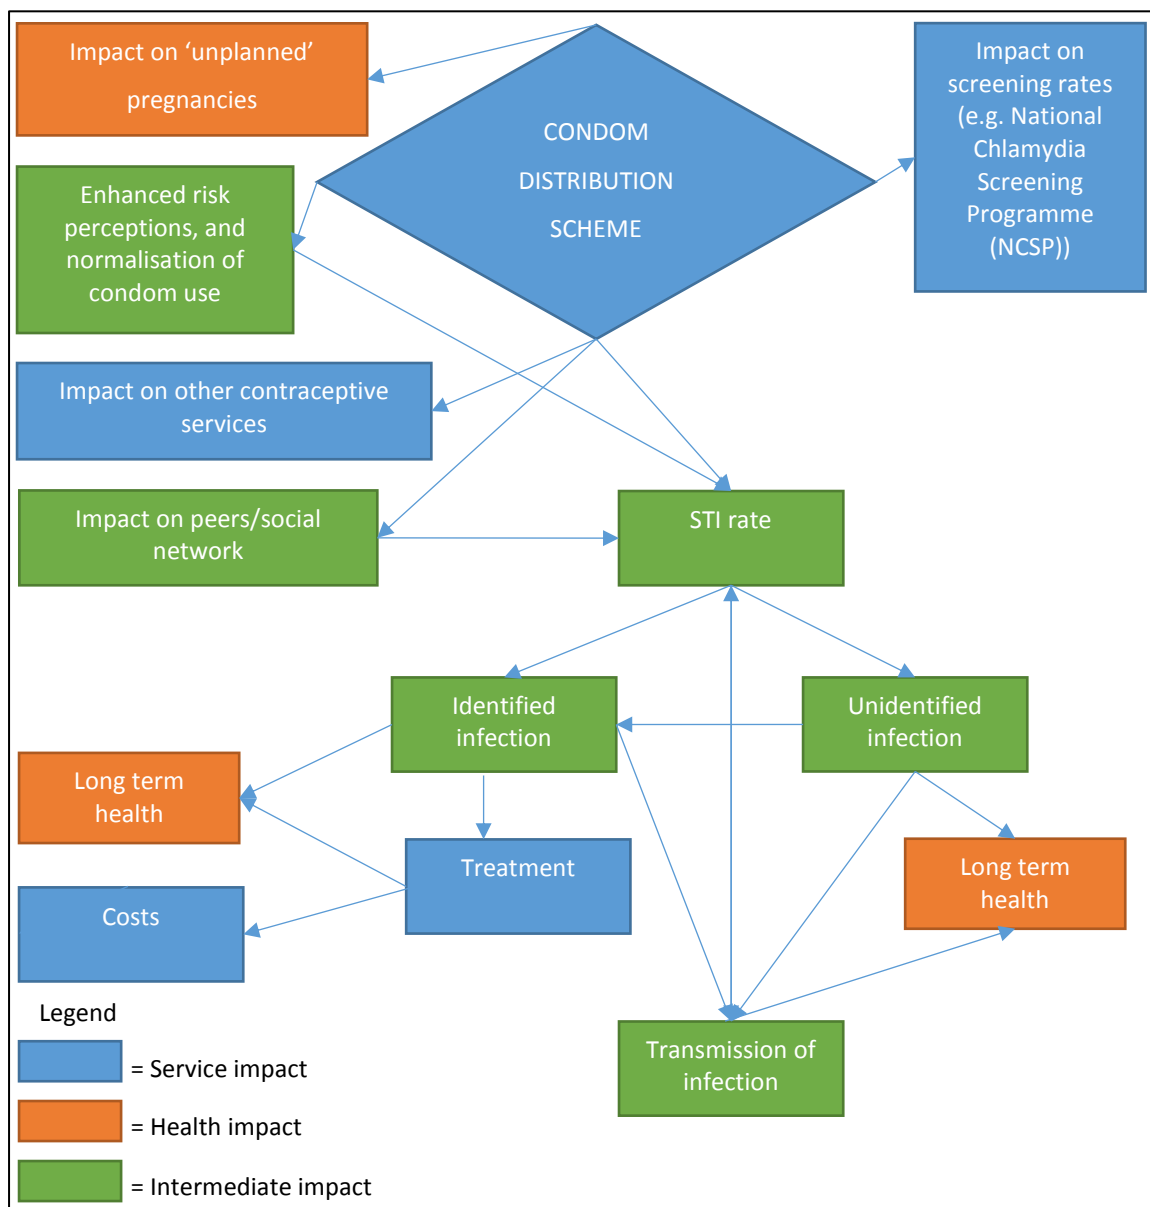 Impact on ‘unplanned’
pregnancies
CONDOM
DISTRIBUTION
SCHEME
Impact on
screening rates
(e.g. National
Chlamydia
Screening
Programme
(NCSP))
Enhanced risk
perceptions, and
normalisation of
condom use
Impact on other contraceptive
services
Impact on peers/social
network
STI rate
Identified
infection
Unidentified
infection
Long term
health
Treatment
Long term
health
Costs
Transmission of
infection
Legend
= Service impact
= Health impact
= Intermediate impact